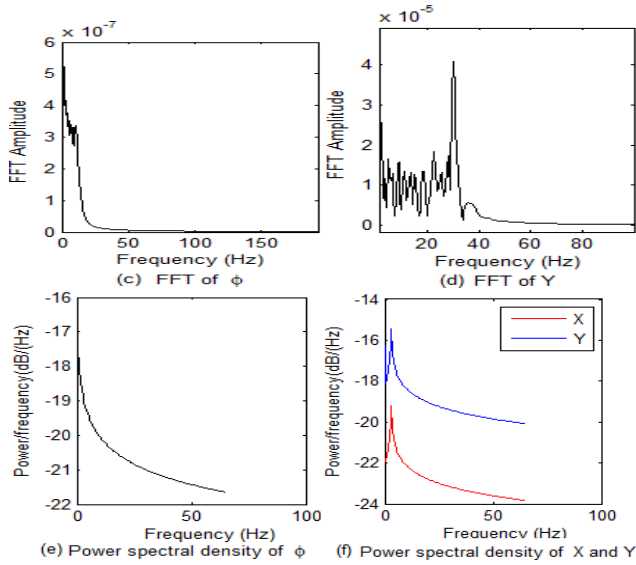 × 10^-7
6
5
4
3
2
1
0
FFT Amplitude
0 50 100 150
Frequency (Hz)
(c) FFT of ϕ
× 10^-5
4
3
2
1
0
FFT Amplitude
20 40 60 80
Frequency (Hz)
(d) FFT of Y
-16
-17
-18
-19
-20
-21
-22
Power/frequency(dB/(Hz)
0 50 100
Frequency (Hz)
(e) Power spectral density of ϕ
-14
-16
-18
-20
-22
-24
Power/frequency(dB/(Hz)
X
Y
0 50 100
Frequency (Hz)
(f) Power spectral density of X and Y